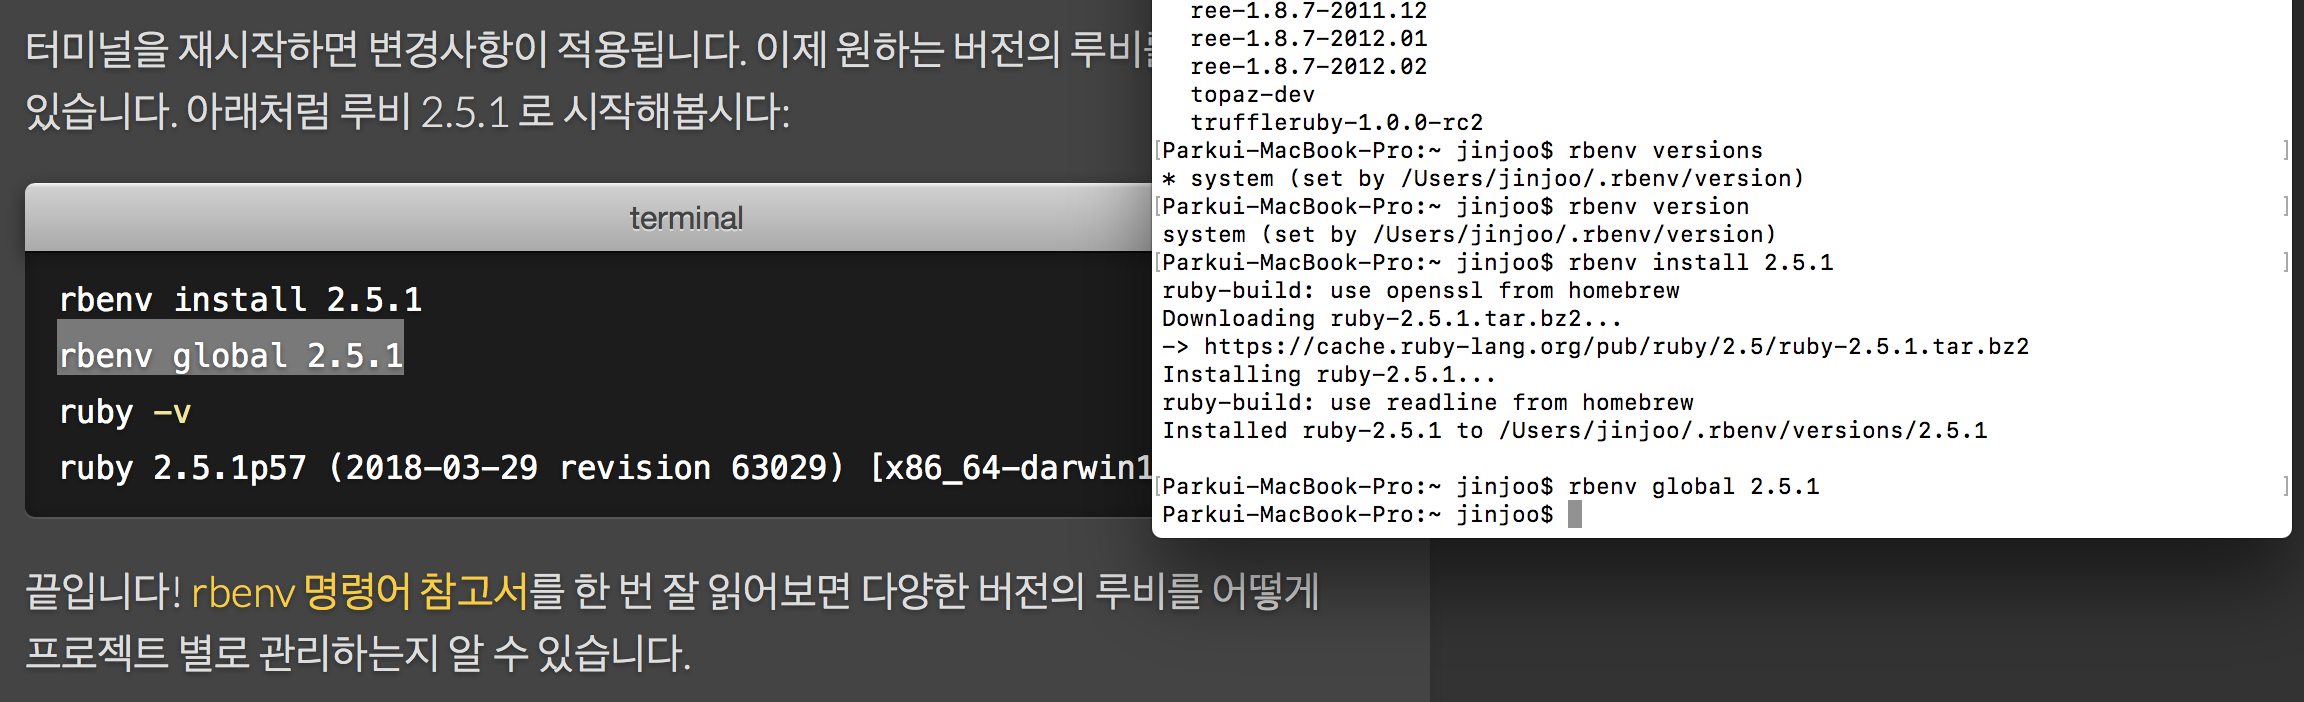 터미널을 재시작하면 변경사항이 적용됩니다. 이제 원하는 버전의
있습니다. 아래처럼 루비 2.5.1 로 시작해봅시다:
terminal
rbenv install 2.5.1
rbenv global 2.5.1
ruby -v
ruby 2.5.1p57 (2018-03-29 revision 63029) [x86_64-darwin1
끝입니다! rbenv 명령어 참고서를 한 번 잘 읽어보면 다양한 버전의 루비를 어떻게
프로젝트 별로 관리하는지 알 수 있습니다.
ree-1.8.7-2011.12
ree-1.8.7-2012.01
ree-1.8.7-2012.02
topaz-dev
truffleruby-1.0.0-rc2
[Parkui-MacBook-Pro:~ jinjoo$ rbenv versions ]
* system (set by /Users/jinjoo/.rbenv/version)
[Parkui-MacBook-Pro:~ jinjoo$ rbenv version ]
system (set by /Users/jinjoo/.rbenv/version)
[Parkui-MacBook-Pro:~ jinjoo$ rbenv install 2.5.1 ]
ruby-build: use openssl from homebrew
Downloading ruby-2.5.1.tar.bz2...
-> https://cache.ruby-lang.org/pub/ruby/2.5/ruby-2.5.1.tar.bz2
Installing ruby-2.5.1...
ruby-build: use readline from homebrew
Installed ruby-2.5.1 to /Users/jinjoo/.rbenv/versions/2.5.1
[Parkui-MacBook-Pro:~ jinjoo$ rbenv global 2.5.1 ]
Parkui-MacBook-Pro:~ jinjoo$